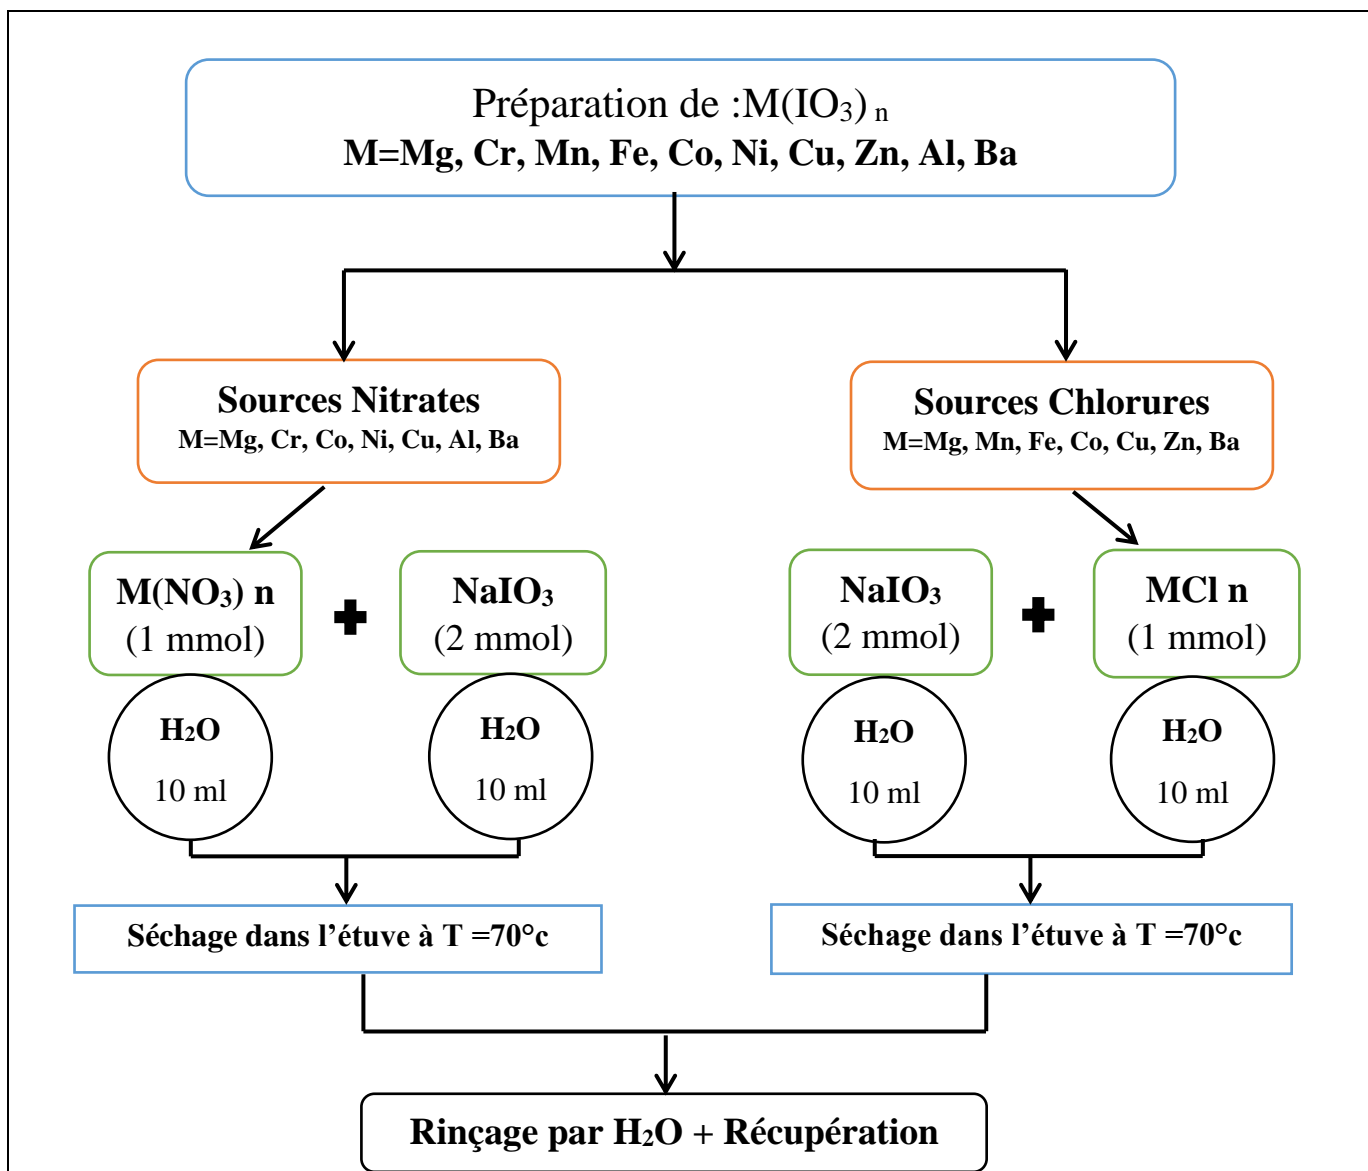 Préparation de :M(IO₃) n
M=Mg, Cr, Mn, Fe, Co, Ni, Cu, Zn, Al, Ba
Sources Nitrates
M=Mg, Cr, Co, Ni, Cu, Al, Ba
Sources Chlorures
M=Mg, Mn, Fe, Co, Cu, Zn, Ba
M(NO₃) n
(1 mmol)
NaIO₃
(2 mmol)
NaIO₃
(2 mmol)
MCl n
(1 mmol)
H₂O
10 ml
H₂O
10 ml
H₂O
10 ml
H₂O
10 ml
Séchage dans l’étuve à T =70°c
Séchage dans l’étuve à T =70°c
Rinçage par H₂O + Récupération